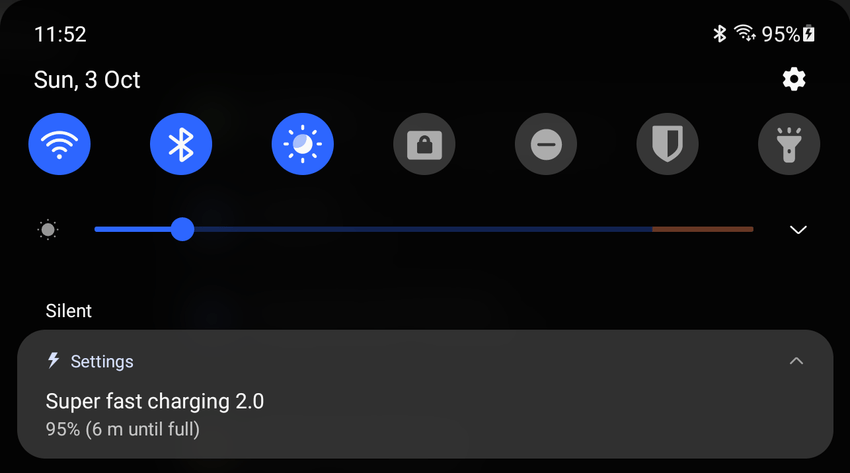 11:52
95%
Sun, 3 Oct
Silent
Settings
Super fast charging 2.0
95% (6 m until full)